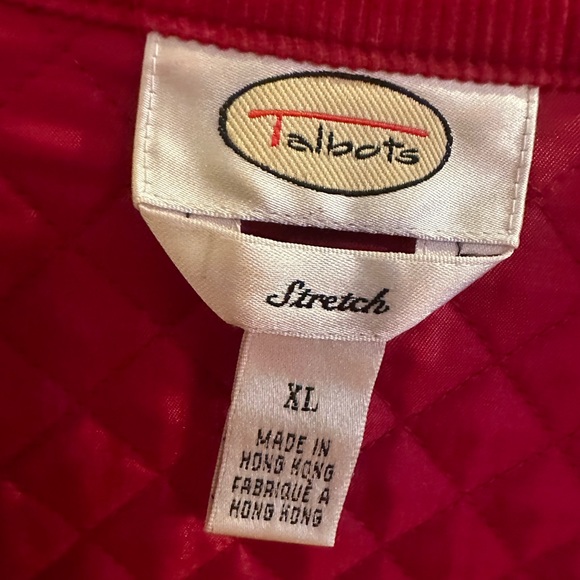 Talbots
Stretch
XL
MADE IN
HONG KONG
FABRIQUÉ A
HONG KONG